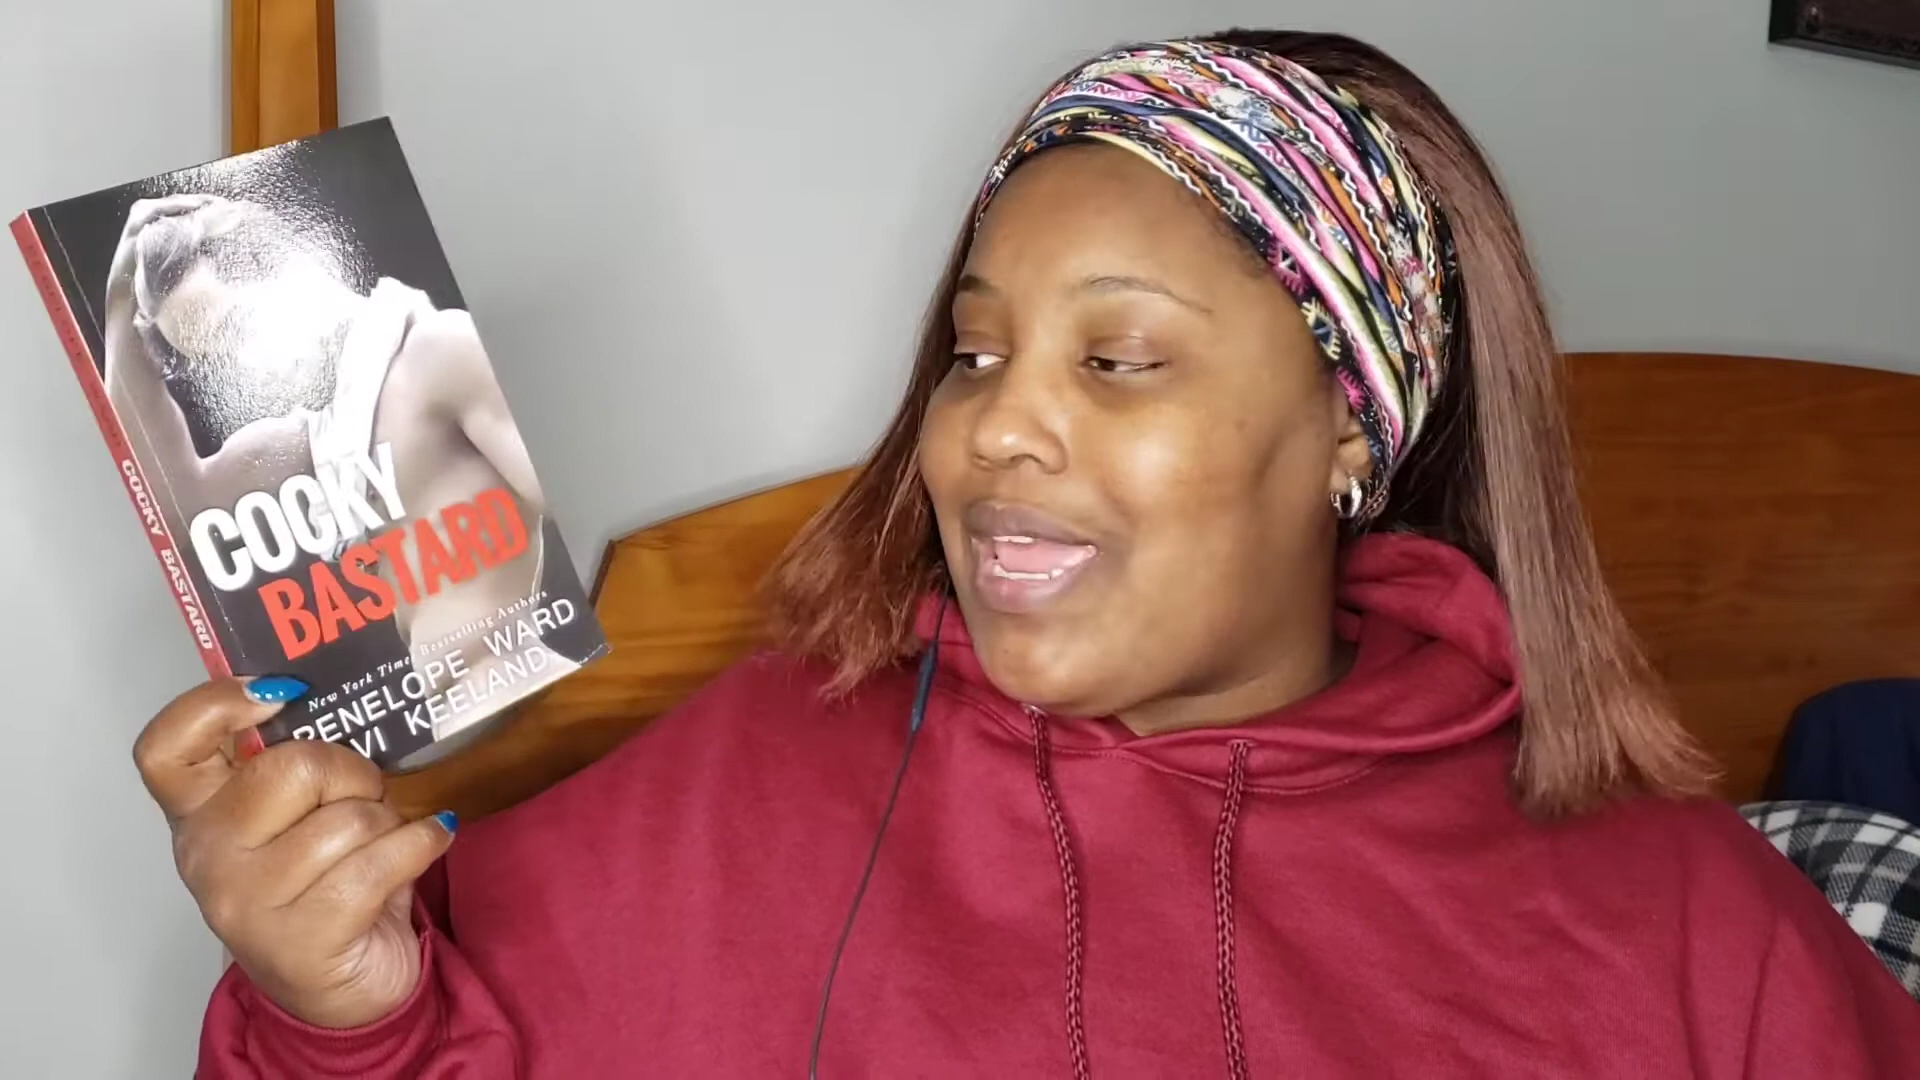 COCKY
BASTARD
New York Times Bestselling Authors
PENELOPE WARD
VI KEELAND
COCKY BASTARD